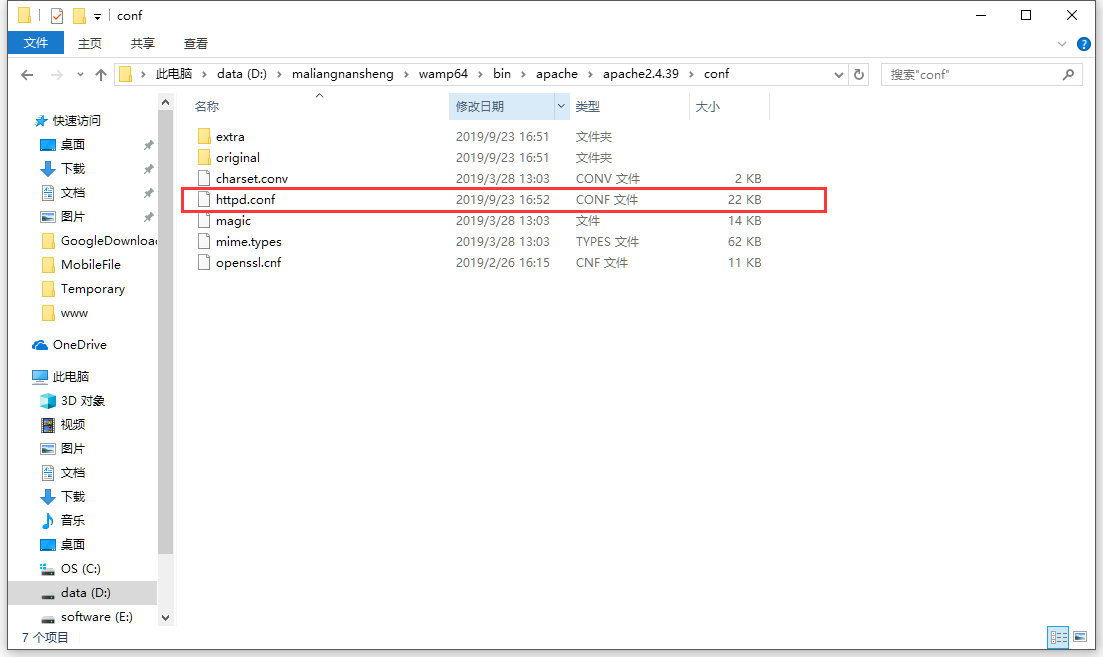 conf
文件 主页 共享 查看
此电脑 data (D:) maliangnansheng wamp64 bin apache apache2.4.39 conf 搜索"conf"
名称 修改日期 类型 大小
extra 2019/9/23 16:51 文件夹
original 2019/9/23 16:51 文件夹
charset.conv 2019/3/28 13:03 CONV 文件 2 KB
httpd.conf 2019/9/23 16:52 CONF 文件 22 KB
magic 2019/3/28 13:03 文件 14 KB
mime.types 2019/3/28 13:03 TYPES 文件 62 KB
openssl.cnf 2019/2/26 16:15 CNF 文件 11 KB
快速访问
桌面
下载
文档
图片
GoogleDownloa
MobileFile
Temporary
www
OneDrive
此电脑
3D 对象
视频
图片
文档
下载
音乐
桌面
OS (C:)
data (D:)
software (E:)
7 个项目